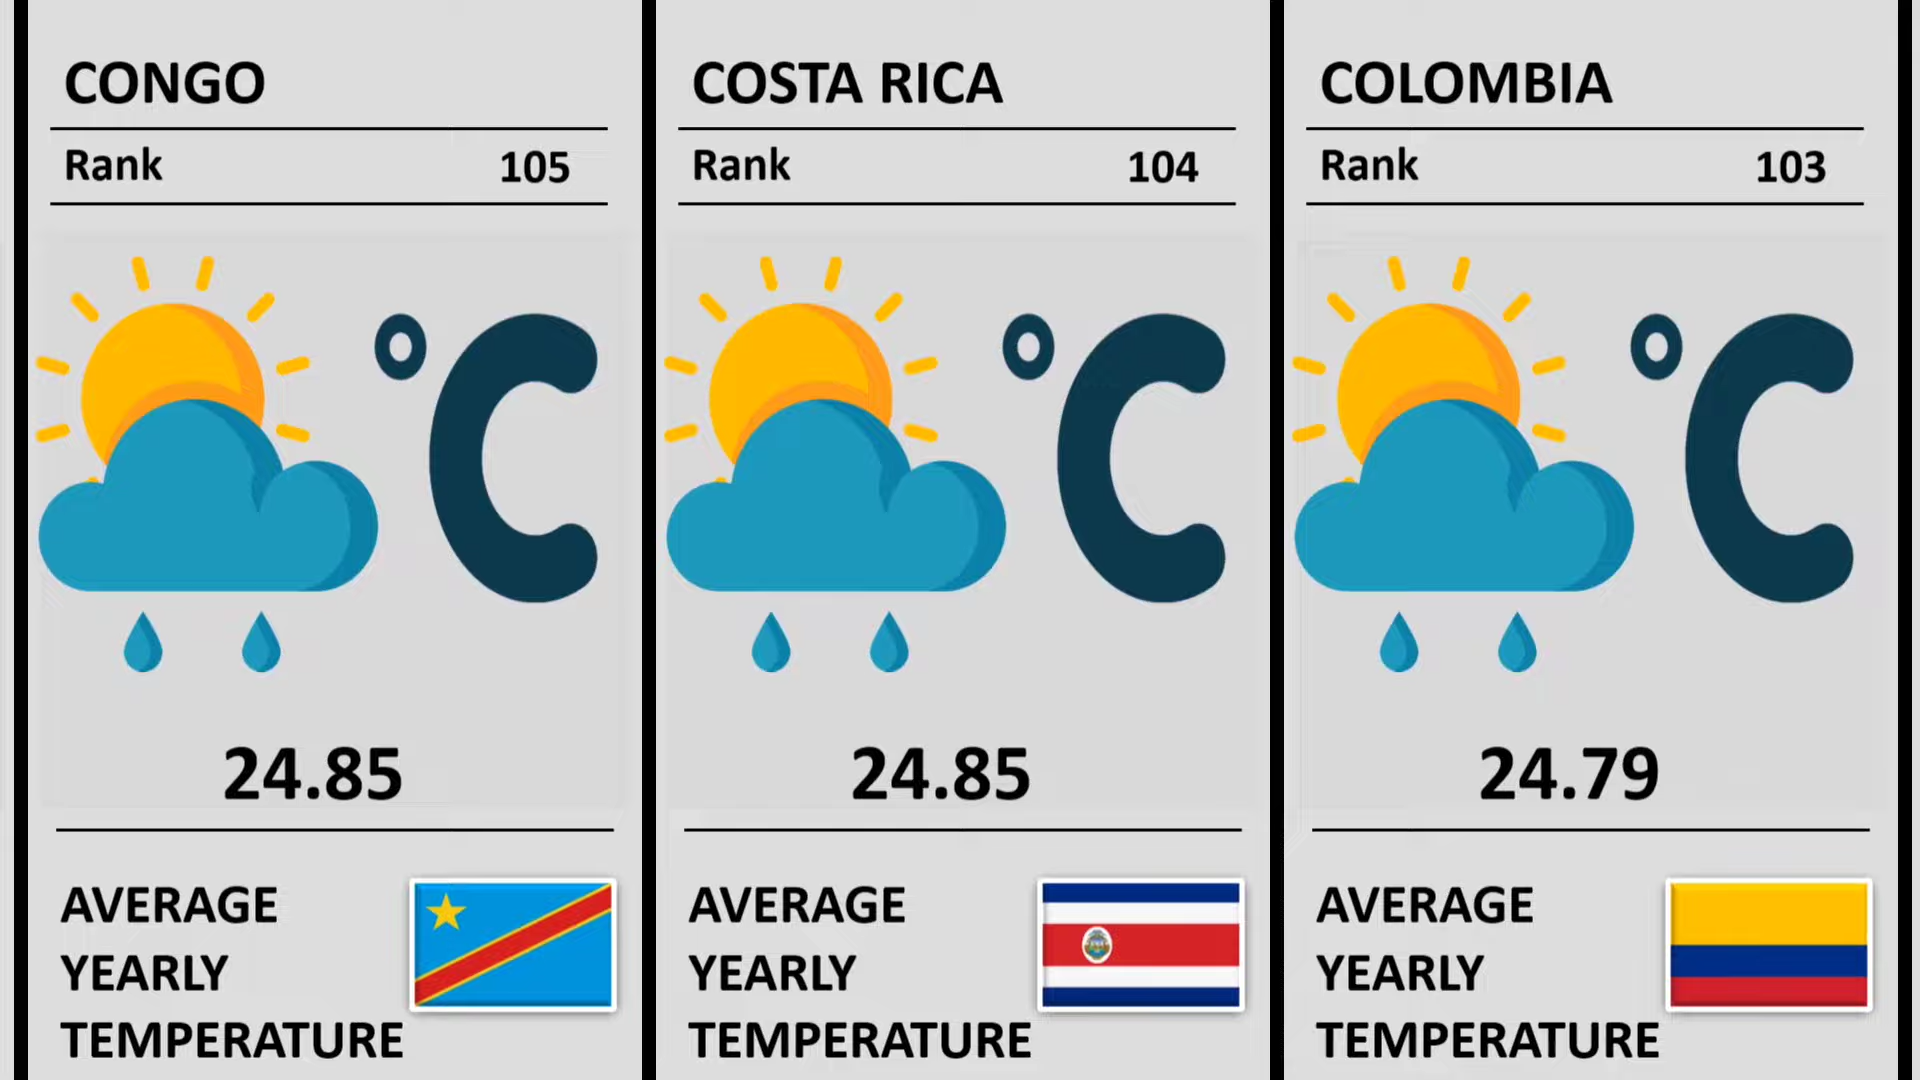 CONGO
Rank 105
°C
24.85
AVERAGE
YEARLY
TEMPERATURE
COSTA RICA
Rank 104
°C
24.85
AVERAGE
YEARLY
TEMPERATURE
COLOMBIA
Rank 103
°C
24.79
AVERAGE
YEARLY
TEMPERATURE